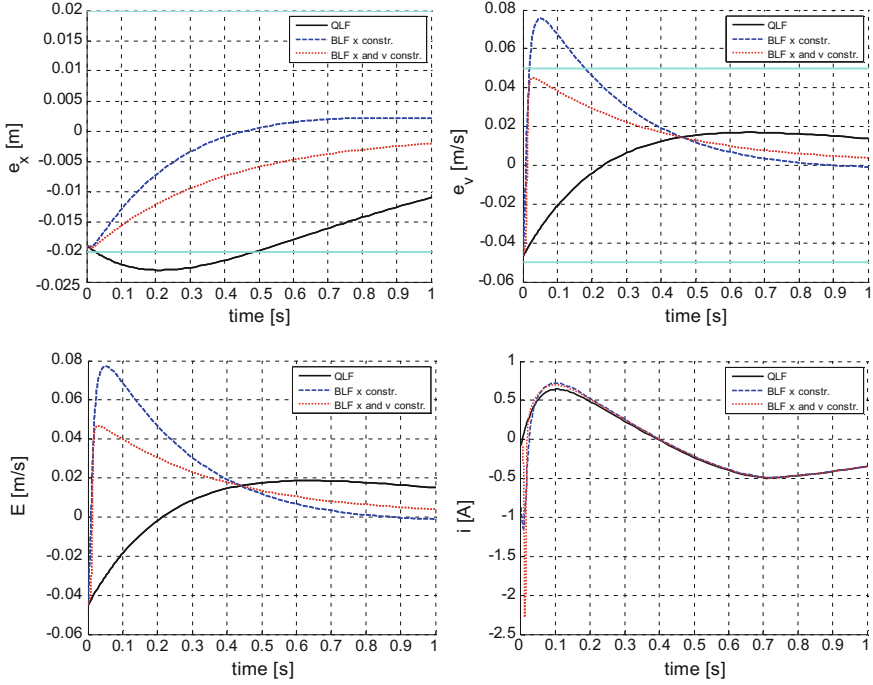 0.02
0.015
0.01
0.005
0
-0.005
-0.01
-0.015
-0.02
-0.025
e_x [m]
QLF
BLF x constr.
BLF x and v constr.
0 0.1 0.2 0.3 0.4 0.5 0.6 0.7 0.8 0.9 1
time [s]
0.08
0.06
0.04
0.02
0
-0.02
-0.04
-0.06
e_v [m/s]
QLF
BLF x constr.
BLF x and v constr.
0 0.1 0.2 0.3 0.4 0.5 0.6 0.7 0.8 0.9 1
time [s]
0.08
0.06
0.04
0.02
0
-0.02
-0.04
-0.06
E [m/s]
QLF
BLF x constr.
BLF x and v constr.
0 0.1 0.2 0.3 0.4 0.5 0.6 0.7 0.8 0.9 1
time [s]
1
0.5
0
-0.5
-1
-1.5
-2
-2.5
i [A]
QLF
BLF x constr.
BLF x and v constr.
0 0.1 0.2 0.3 0.4 0.5 0.6 0.7 0.8 0.9 1
time [s]